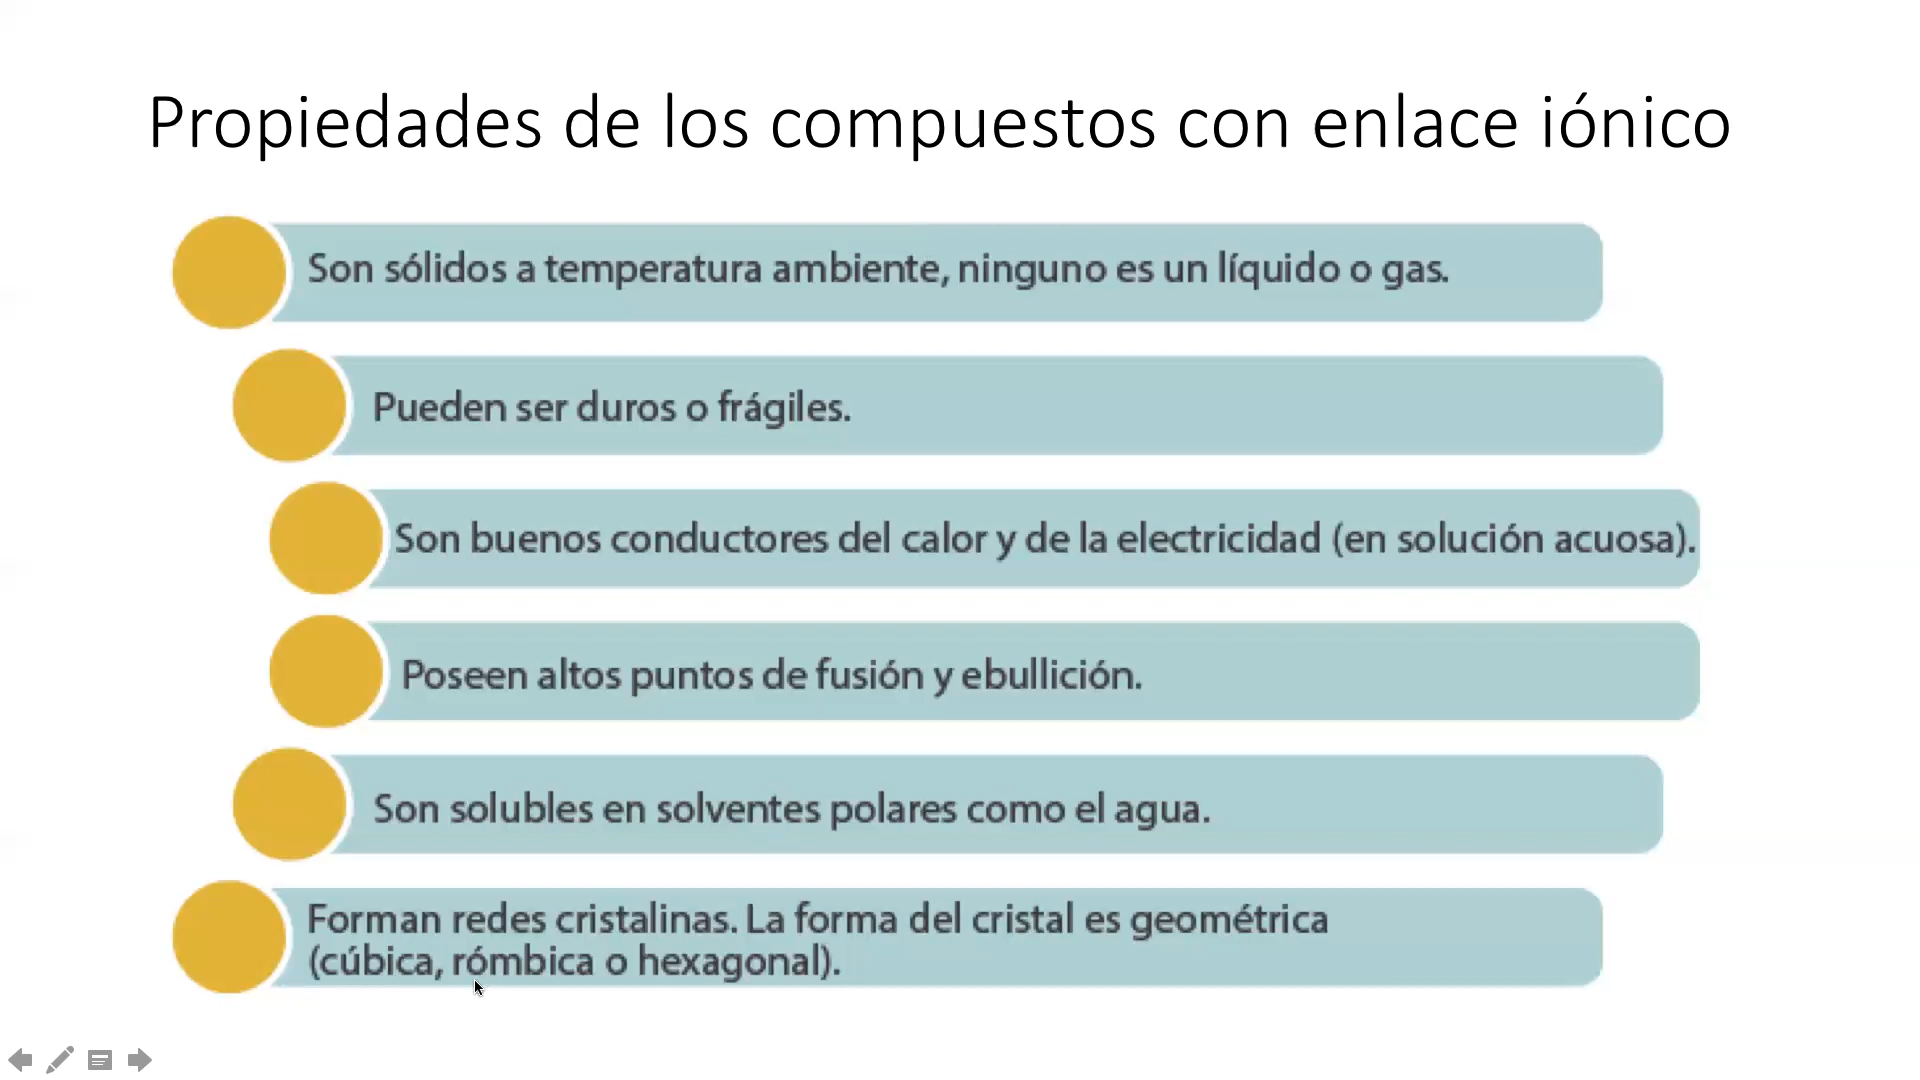 Propiedades de los compuestos con enlace iónico
Son sólidos a temperatura ambiente, ninguno es un líquido o gas.
Pueden ser duros o frágiles.
Son buenos conductores del calor y de la electricidad (en solución acuosa).
Poseen altos puntos de fusión y ebullición.
Son solubles en solventes polares como el agua.
Forman redes cristalinas. La forma del cristal es geométrica
(cúbica, rómbica o hexagonal).